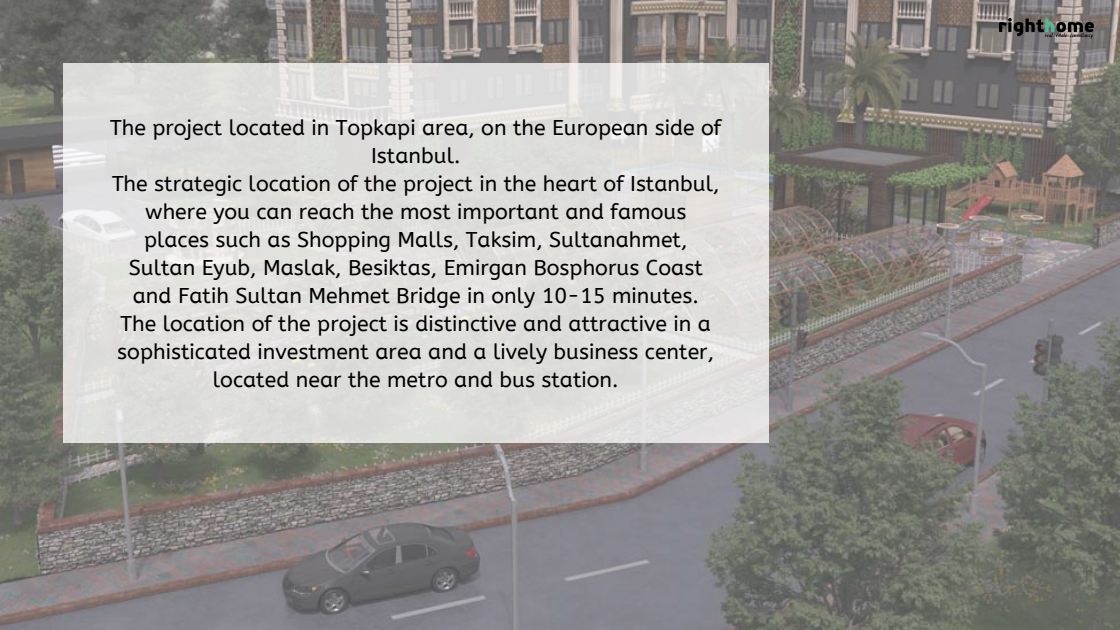 righthome
The project located in Topkapi area, on the European side of
Istanbul.
The strategic location of the project in the heart of Istanbul,
where you can reach the most important and famous
places such as Shopping Malls, Taksim, Sultanahmet,
Sultan Eyub, Maslak, Besiktas, Emirgan Bosphorus Coast
and Fatih Sultan Mehmet Bridge in only 10-15 minutes.
The location of the project is distinctive and attractive in a
sophisticated investment area and a lively business center,
located near the metro and bus station.